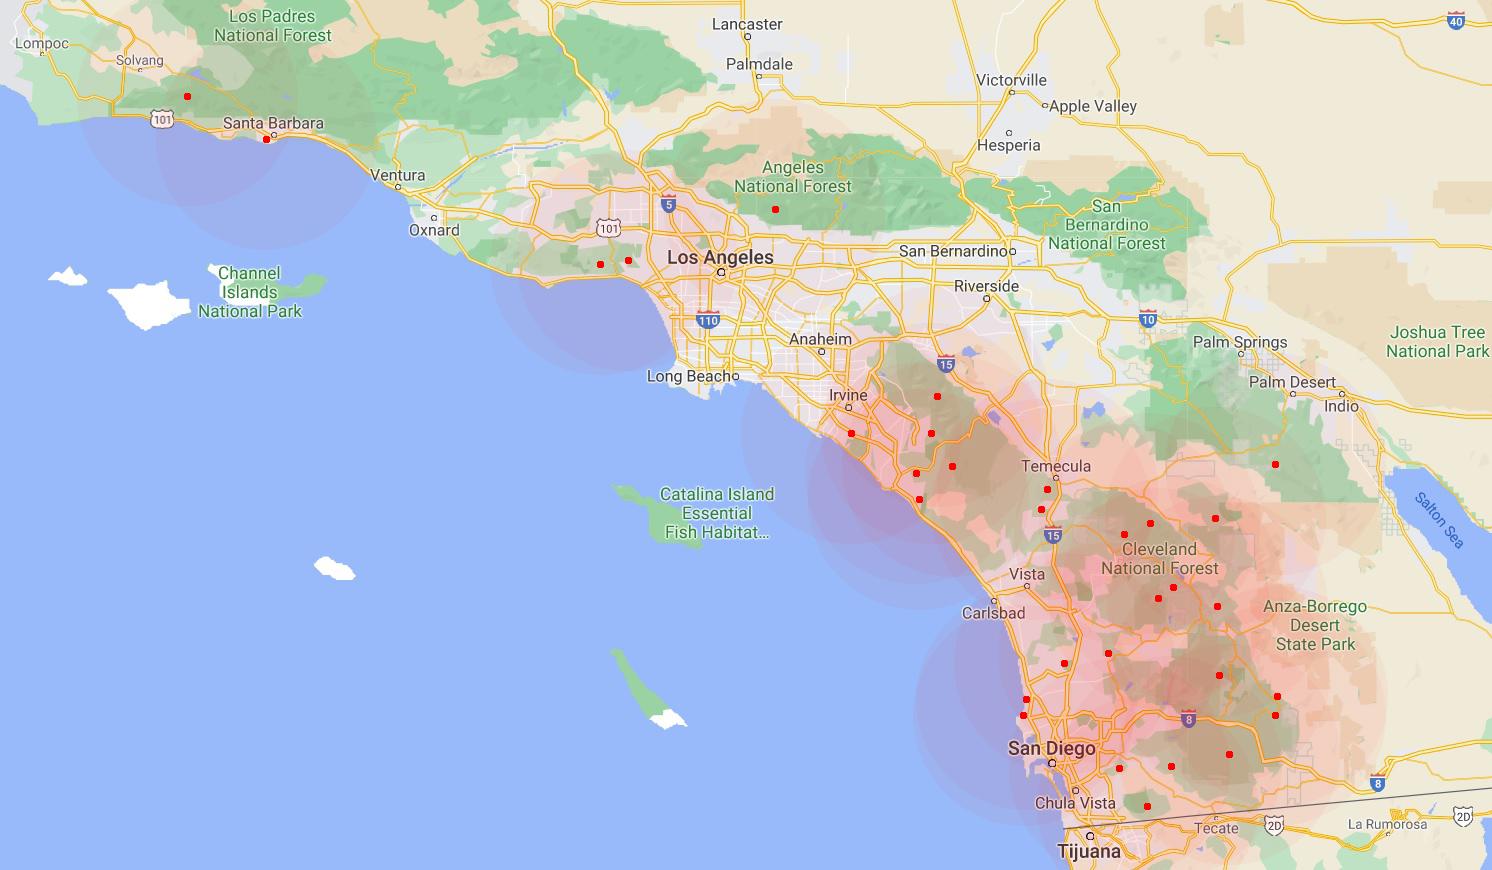 Los Padres
National Forest
Lompoc
Solvang
101
Santa Barbara
Ventura
Oxnard
Channel
Islands
National Park
Lancaster
Palmdale
Victorville
Apple Valley
Hesperia
40
Angeles
National Forest
5
101
Los Angeles
San
Bernardino
National Forest
San Bernardino
Riverside
110
10
Anaheim
Long Beach
Irvine
15
Palm Springs
Palm Desert
Indio
Joshua Tree
National Park
Temecula
Catalina Island
Essential
Fish Habitat...
Salton Sea
15
Cleveland
National Forest
Vista
Carlsbad
Anza-Borrego
Desert
State Park
8
San Diego
Chula Vista
8
Tijuana
Tecate
2D
La Rumorosa
2D